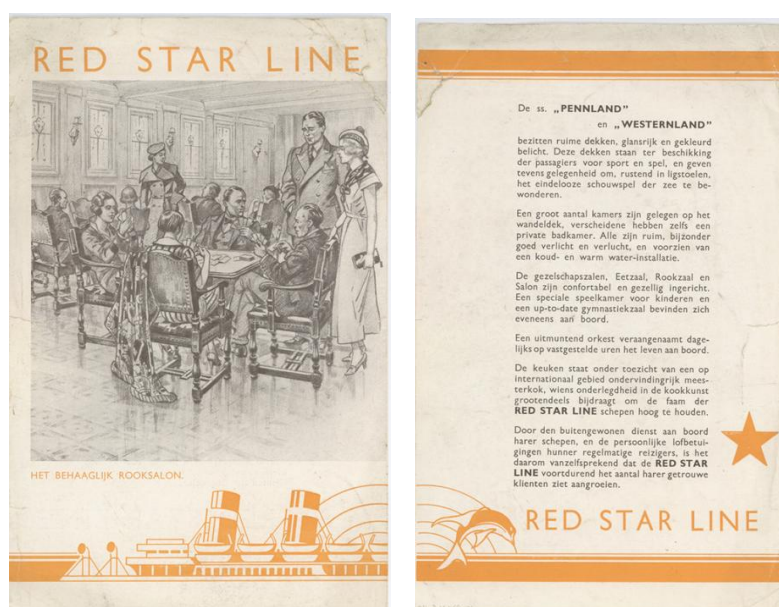 RED STAR LINE
HET BEHAAGLIJK ROOKSALON.
De ss. „PENNLAND"
en „WESTERNLAND"
bezitten ruime dekken, glansrijk en gekleurd
belicht. Deze dekken staan ter beschikking
der passagiers voor sport en spel, en geven
tevens gelegenheid om, rustend in ligstoelen,
het eindelooze schouwspel der zee te be-
wonderen.
Een groot aantal kamers zijn gelegen op het
wandeldek, verscheidene hebben zelfs een
private badkamer. Alle zijn ruim, bijzonder
goed verlicht en verlucht, en voorzien van
een koud- en warm water-installatie.
De gezelschapszalen, Eetzaal, Rookzaal en
Salon zijn confortabel en gezellig ingericht.
Een speciale speelkamer voor kinderen en
een up-to-date gymnastiekzaal bevinden zich
eveneens aan boord.
Een uitmuntend orkest veraangenaamt dage-
lijks op vastgestelde uren het leven aan boord.
De keuken staat onder toezicht van een op
internationaal gebied ondervindingrijk mees-
terkok, wiens onderlegdheid in de kookkunst
grootendeels bijdraagt om de faam der
RED STAR LINE schepen hoog te houden.
Door den buitengewonen dienst aan boord
harer schepen, en de persoonlijke lofbetui-
gingen hunner regelmatige reizigers, is het
daarom vanzelfsprekend dat de RED STAR
LINE voortdurend het aantal harer getrouwe
klienten ziet aangroeien.
RED STAR LINE